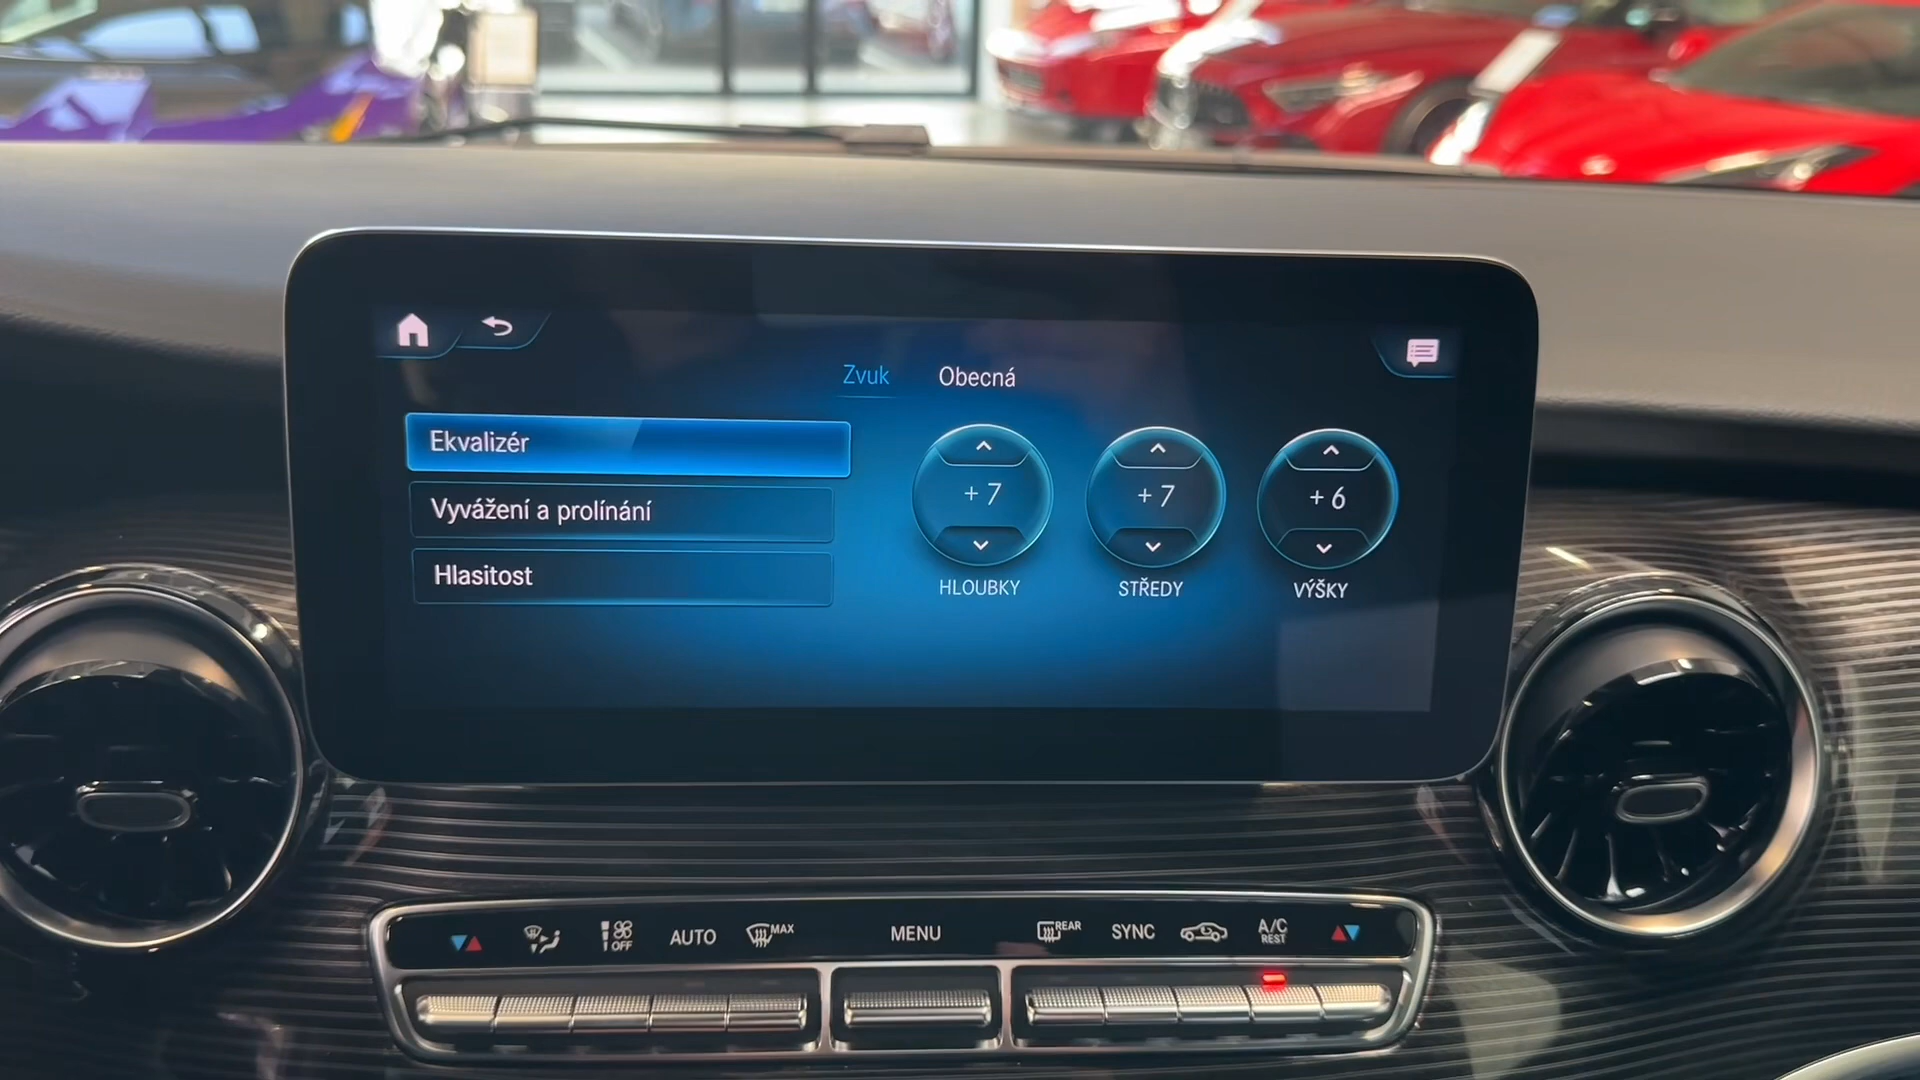 Zvuk Obecná
Ekvalizér
Vyvážení a prolínání
Hlasitost
+ 7 + 7 + 6
HLOUBKY STŘEDY VÝŠKY
OFF AUTO MAX MENU REAR SYNC A/C
REST